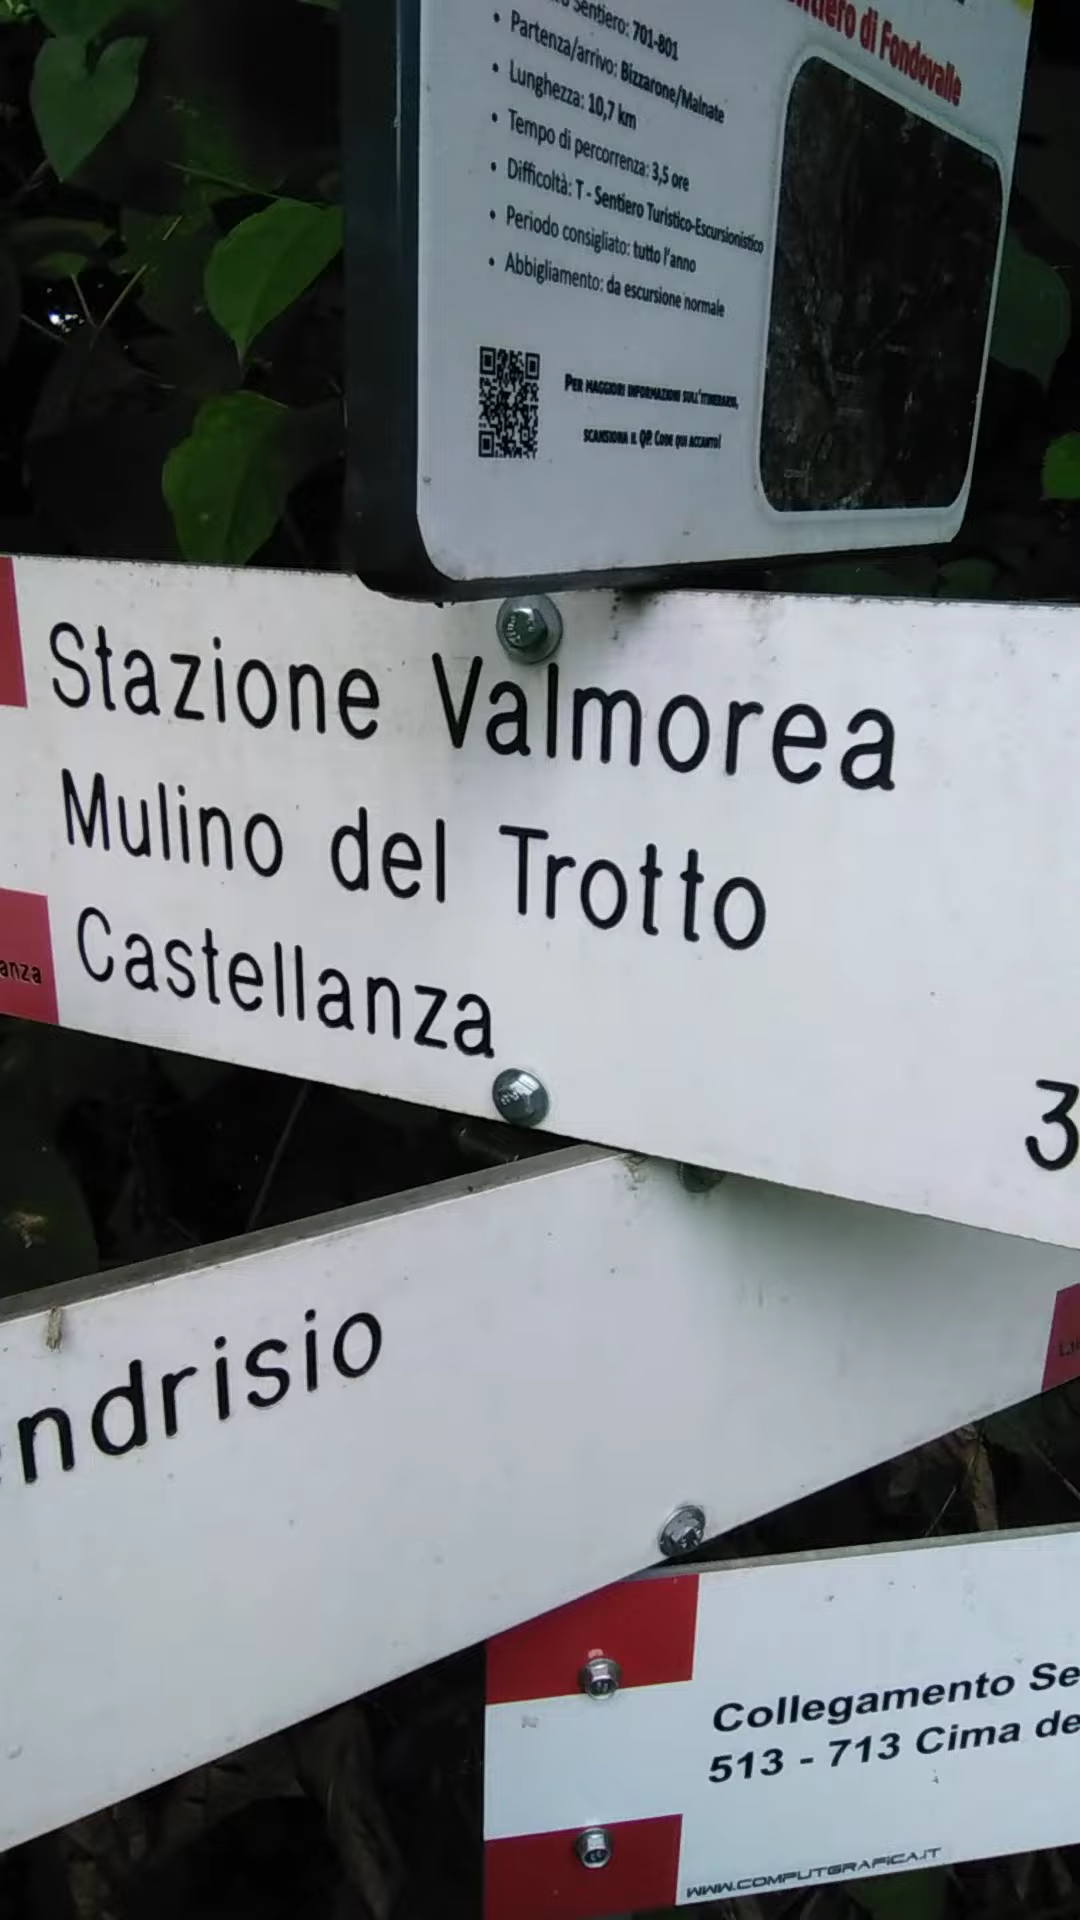 Sentiero: 701-801
• Partenza/arrivo: Bizzarone/Malnate
• Lunghezza: 10,7 km
• Tempo di percorrenza: 3,5 ore
• Difficoltà: T - Sentiero Turistico-Escursionistico
• Periodo consigliato: tutto l'anno
• Abbigliamento: da escursione normale
di Fondovalle
PER MAGGIORI INFORMAZIONI SULL'ITINERARIO,
SCANSIONA IL QR CODE QUI ACCANTO!
Stazione Valmorea
Mulino del Trotto
Castellanza
anza
3
ndrisio
Collegamento Se
513 - 713 Cima de
WWW.COMPUTGRAFICA.IT